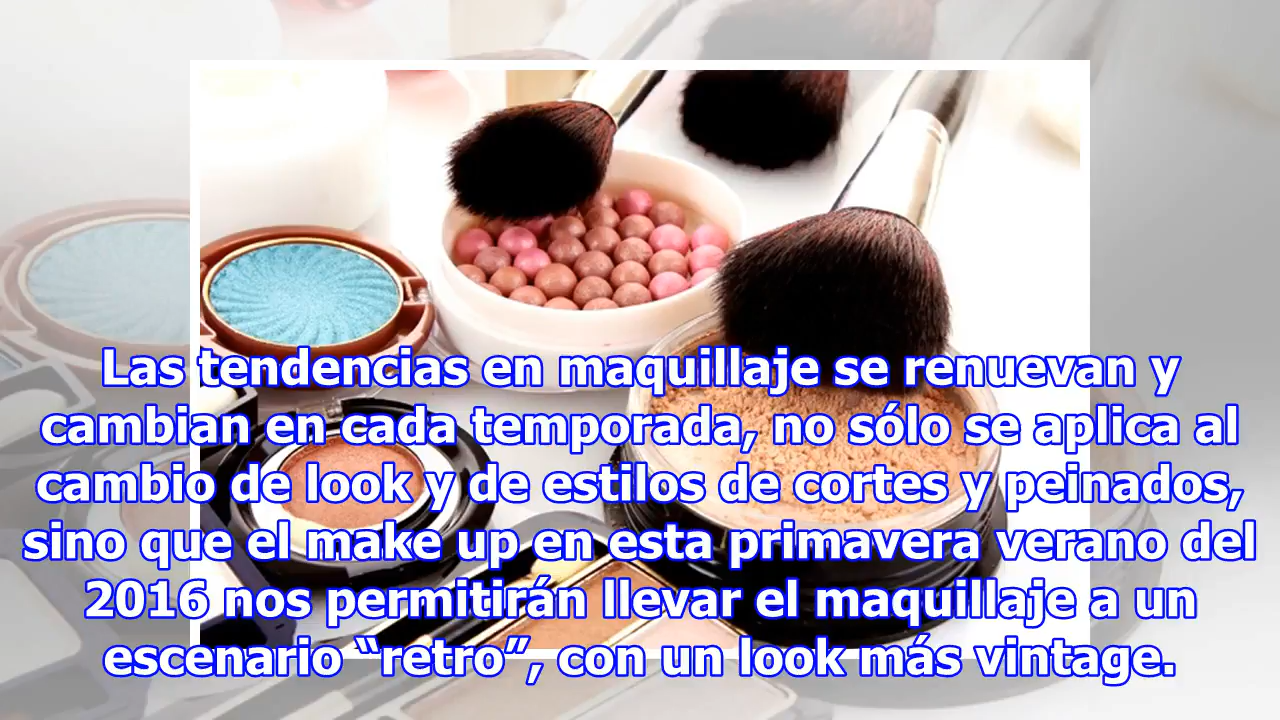 Las tendencias en maquillaje se renuevan y
cambian en cada temporada, no sólo se aplica al
cambio de look y de estilos de cortes y peinados,
sino que el make up en esta primavera verano del
2016 nos permitirán llevar el maquillaje a un
escenario “retro”, con un look más vintage.